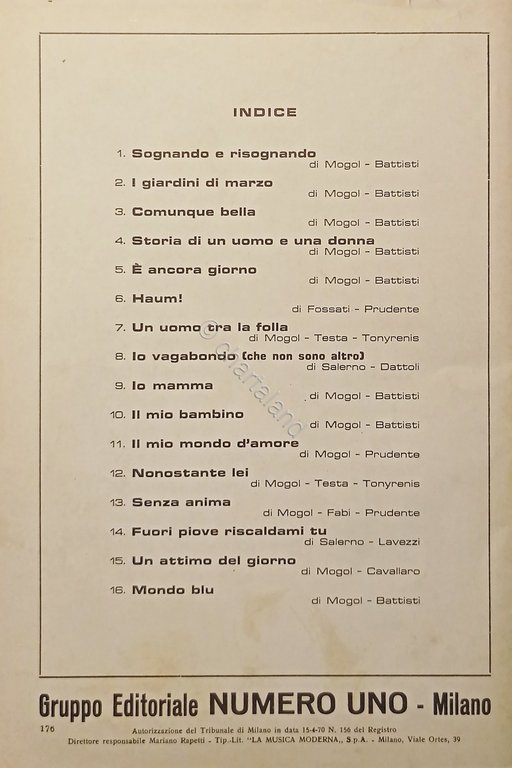 INDICE
1. Sognando e risognando
di Mogol - Battisti
2. I giardini di marzo
di Mogol - Battisti
3. Comunque bella
di Mogol - Battisti
4. Storia di un uomo e una donna
di Mogol - Battisti
5. È ancora giorno
di Mogol - Battisti
6. Haum!
di Fossati - Prudente
7. Un uomo tra la folla
di Mogol - Testa - Tonyrenis
8. Io vagabondo (che non sono altro)
di Salerno - Dattoli
9. Io mamma
di Mogol - Battisti
10. Il mio bambino
di Mogol - Battisti
11. Il mio mondo d'amore
di Mogol - Prudente
12. Nonostante lei
di Mogol - Testa - Tonyrenis
13. Senza anima
di Mogol - Fabi - Prudente
14. Fuori piove riscaldami tu
di Salerno - Lavezzi
15. Un attimo del giorno
di Mogol - Cavallaro
16. Mondo blu
di Mogol - Battisti
© chartaland
Gruppo Editoriale NUMERO UNO - Milano
176
Autorizzazione del Tribunale di Milano in data 15-4-70 N. 156 del Registro
Direttore responsabile Mariano Rapetti - Tip.-Lit. "LA MUSICA MODERNA", S.p.A. - Milano, Viale Ortes, 39